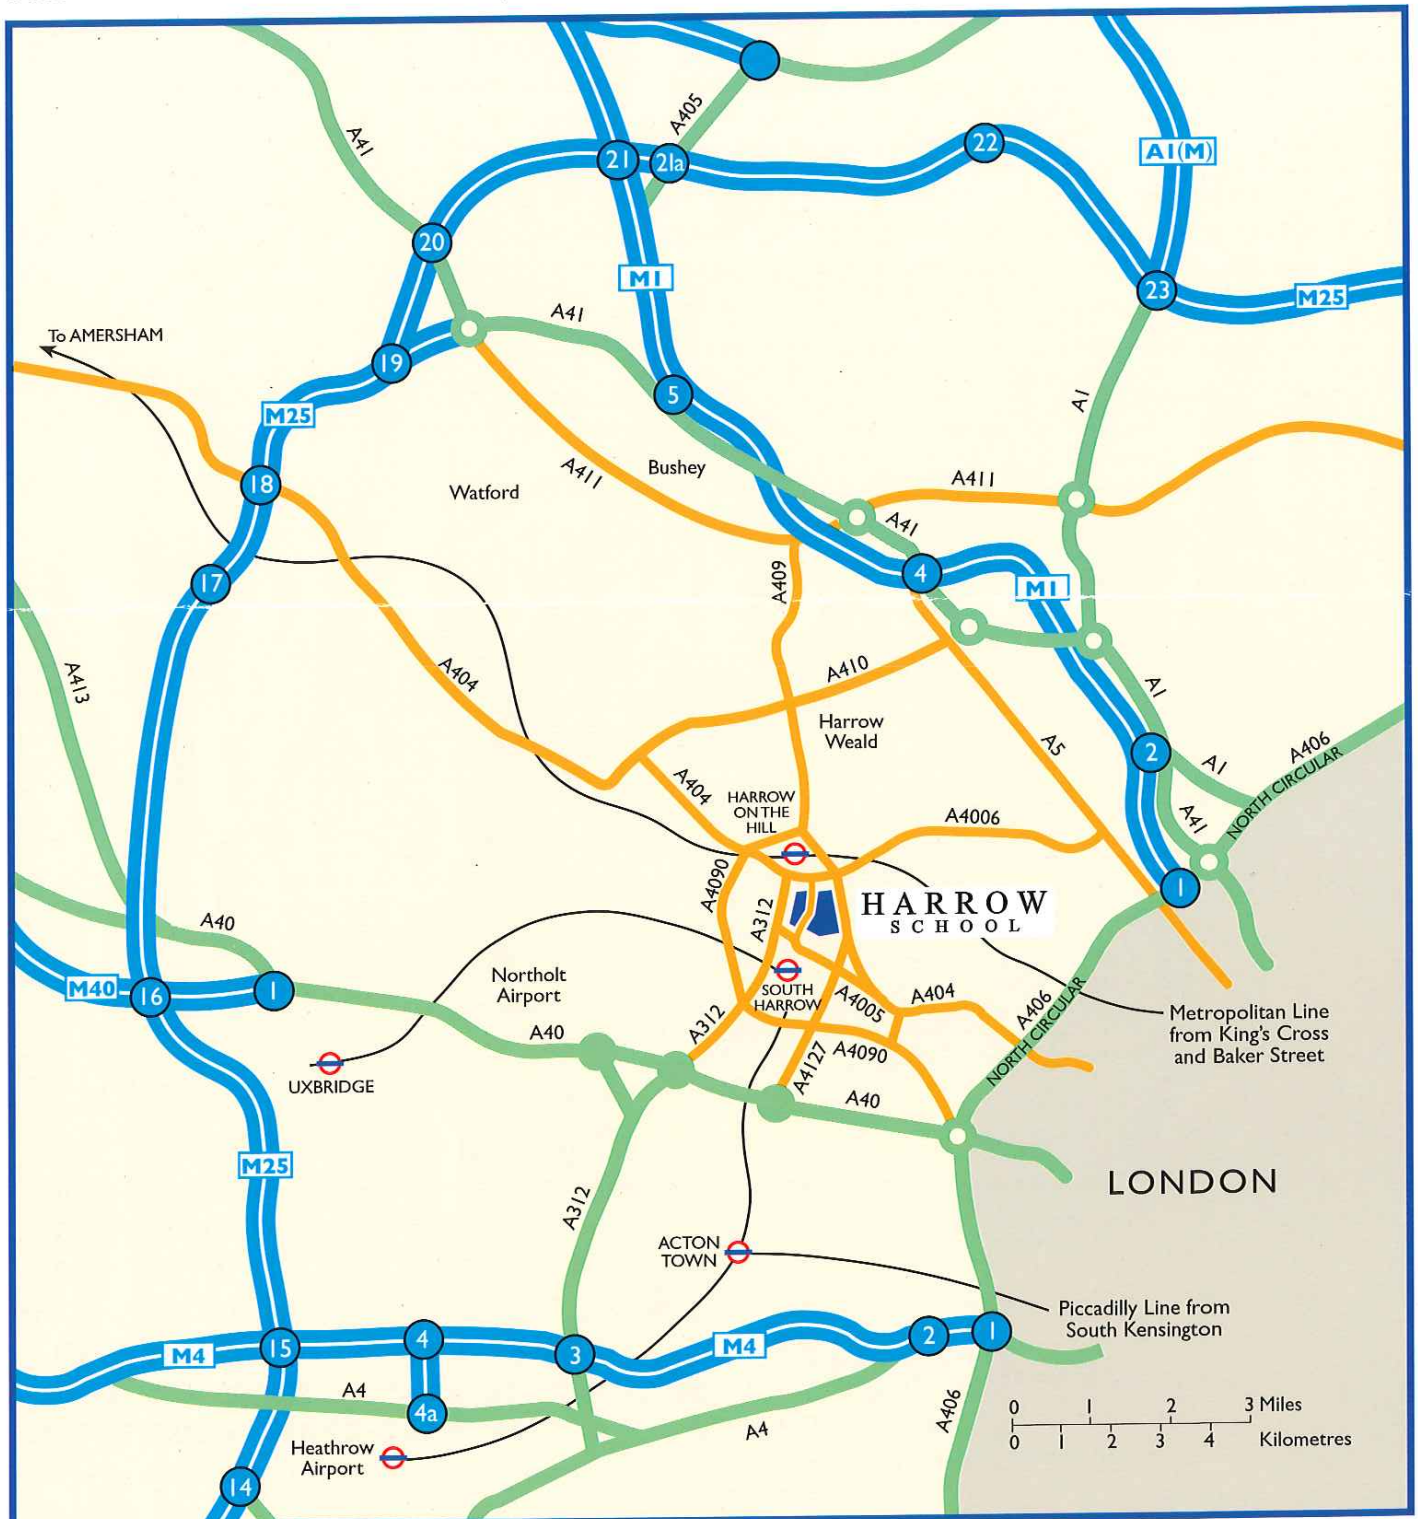 A405
A41
22
21
21a
A1(M)
20
M1
23
M25
A41
To AMERSHAM
19
A1
5
M25
Bushey
A411
A411
18
Watford
A41
4
17
A409
M1
A413
A404
A410
A1
Harrow
Weald
A5
2
A1
A406
NORTH CIRCULAR
A404
HARROW
ON THE
HILL
A4006
A41
A4090
1
A312
HARROW
SCHOOL
A40
Northolt
Airport
M40
16
1
SOUTH
HARROW
A4005
A404
A406
NORTH CIRCULAR
Metropolitan Line
from King's Cross
and Baker Street
A312
A40
A4090
A4127
UXBRIDGE
A40
M25
LONDON
A312
ACTON
TOWN
Piccadilly Line from
South Kensington
15
4
M4
3
M4
2
1
A4
4a
A406
A4
0 1 2 3 Miles
0 1 2 3 4 Kilometres
Heathrow
Airport
14